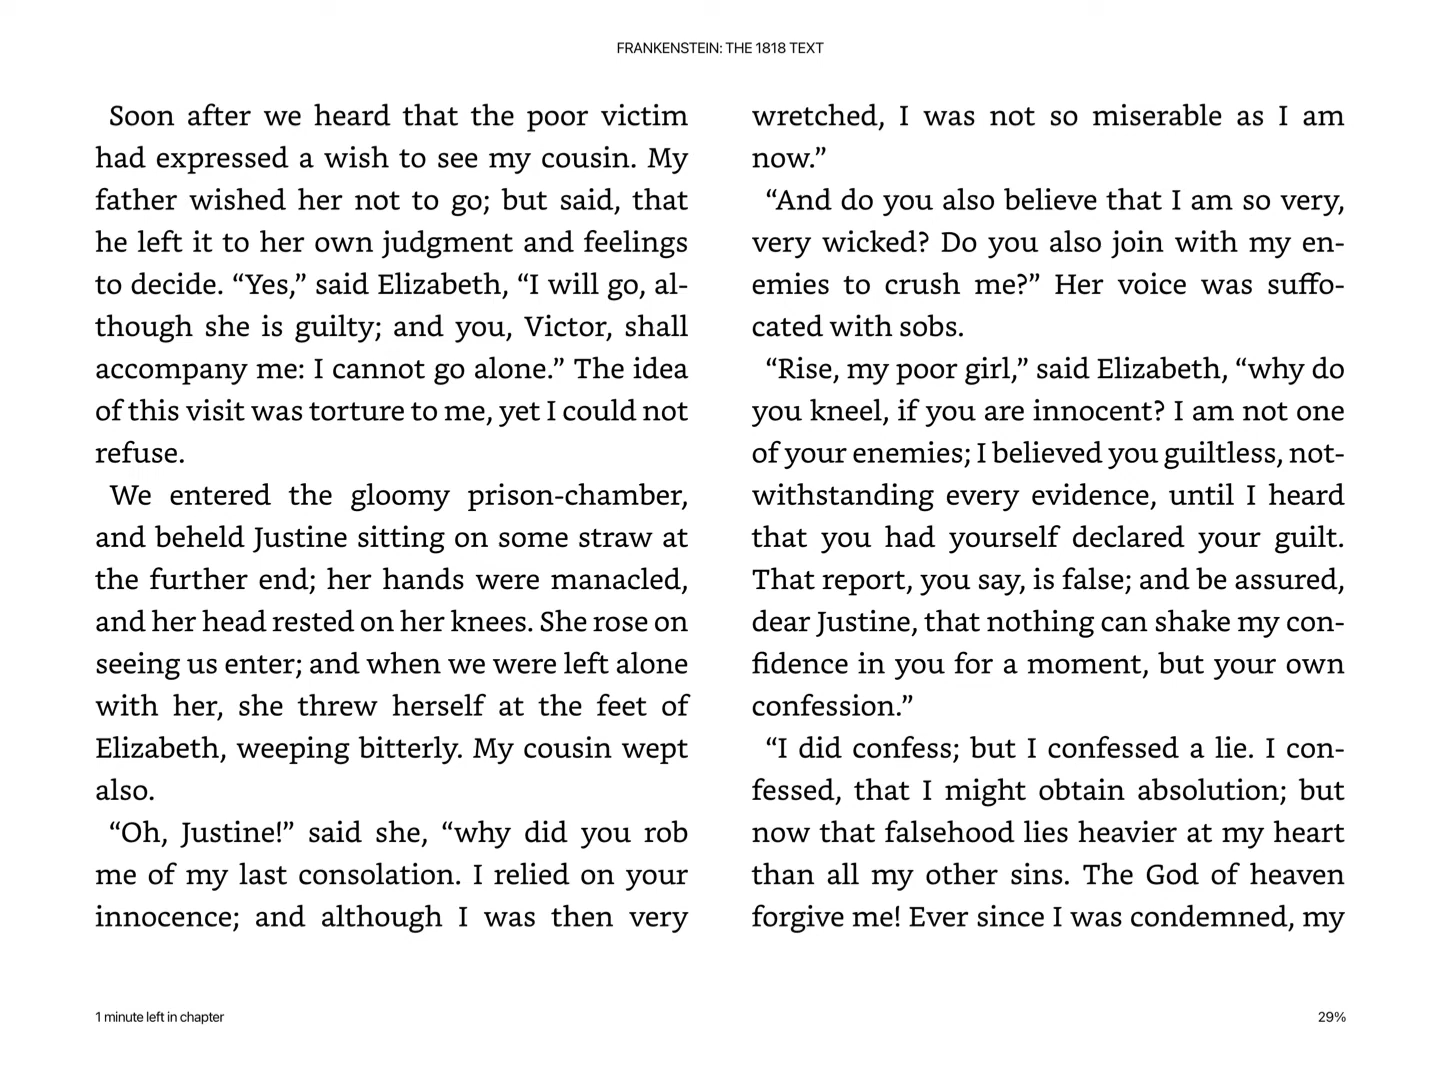 FRANKENSTEIN: THE 1818 TEXT
Soon after we heard that the poor victim
had expressed a wish to see my cousin. My
father wished her not to go; but said, that
he left it to her own judgment and feelings
to decide. “Yes,” said Elizabeth, “I will go, al-
though she is guilty; and you, Victor, shall
accompany me: I cannot go alone.” The idea
of this visit was torture to me, yet I could not
refuse.
We entered the gloomy prison-chamber,
and beheld Justine sitting on some straw at
the further end; her hands were manacled,
and her head rested on her knees. She rose on
seeing us enter; and when we were left alone
with her, she threw herself at the feet of
Elizabeth, weeping bitterly. My cousin wept
also.
“Oh, Justine!” said she, “why did you rob
me of my last consolation. I relied on your
innocence; and although I was then very
wretched, I was not so miserable as I am
now.”
“And do you also believe that I am so very,
very wicked? Do you also join with my en-
emies to crush me?” Her voice was suffo-
cated with sobs.
“Rise, my poor girl,” said Elizabeth, “why do
you kneel, if you are innocent? I am not one
of your enemies; I believed you guiltless, not-
withstanding every evidence, until I heard
that you had yourself declared your guilt.
That report, you say, is false; and be assured,
dear Justine, that nothing can shake my con-
fidence in you for a moment, but your own
confession.”
“I did confess; but I confessed a lie. I con-
fessed, that I might obtain absolution; but
now that falsehood lies heavier at my heart
than all my other sins. The God of heaven
forgive me! Ever since I was condemned, my
1 minute left in chapter
29%